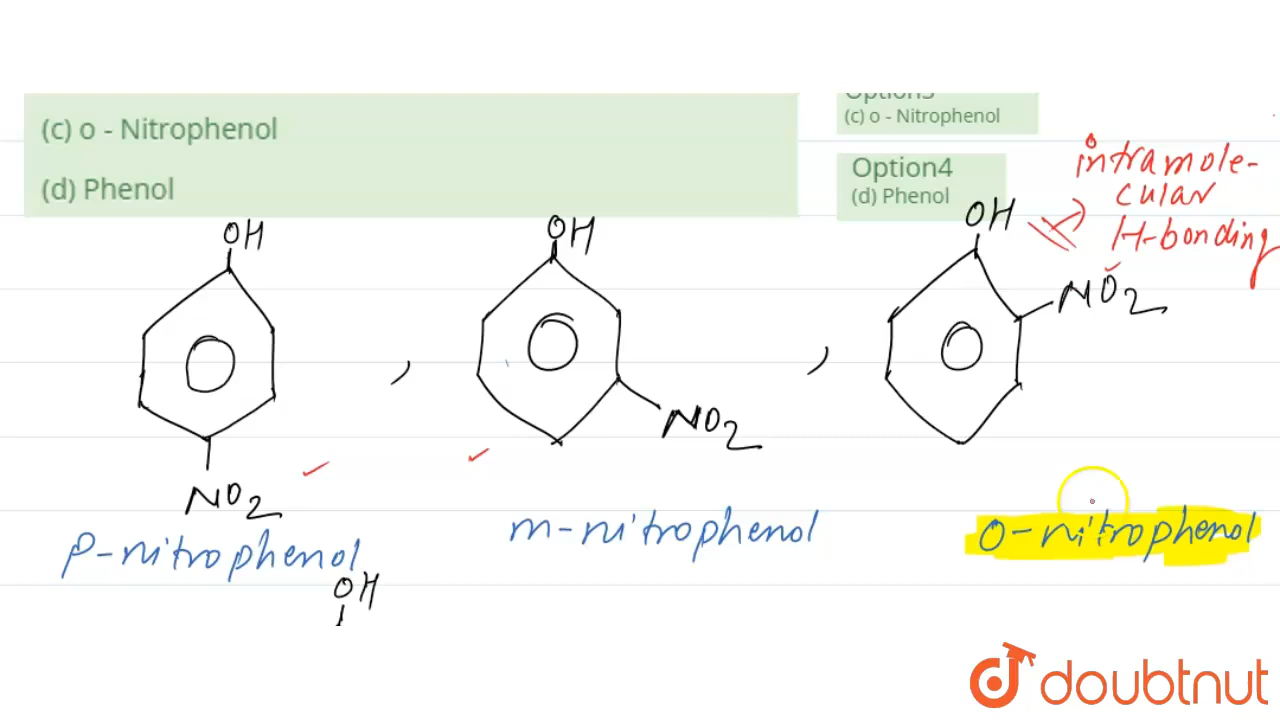 (c) o - Nitrophenol
(d) Phenol
Option3
(c) o - Nitrophenol
Option4
(d) Phenol
intramole-
cular
H-bonding
OH
OH
OH
NO2
NO2
NO2
p-nitrophenol
m-nitrophenol
o-nitrophenol
OH
doubtnut